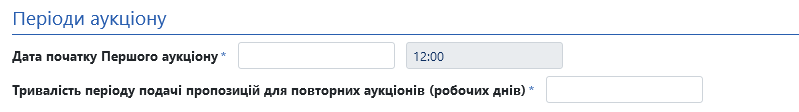 Періоди аукціону
Дата початку Першого аукціону * 12:00
Тривалість періоду подачі пропозицій для повторних аукціонів (робочих днів) *